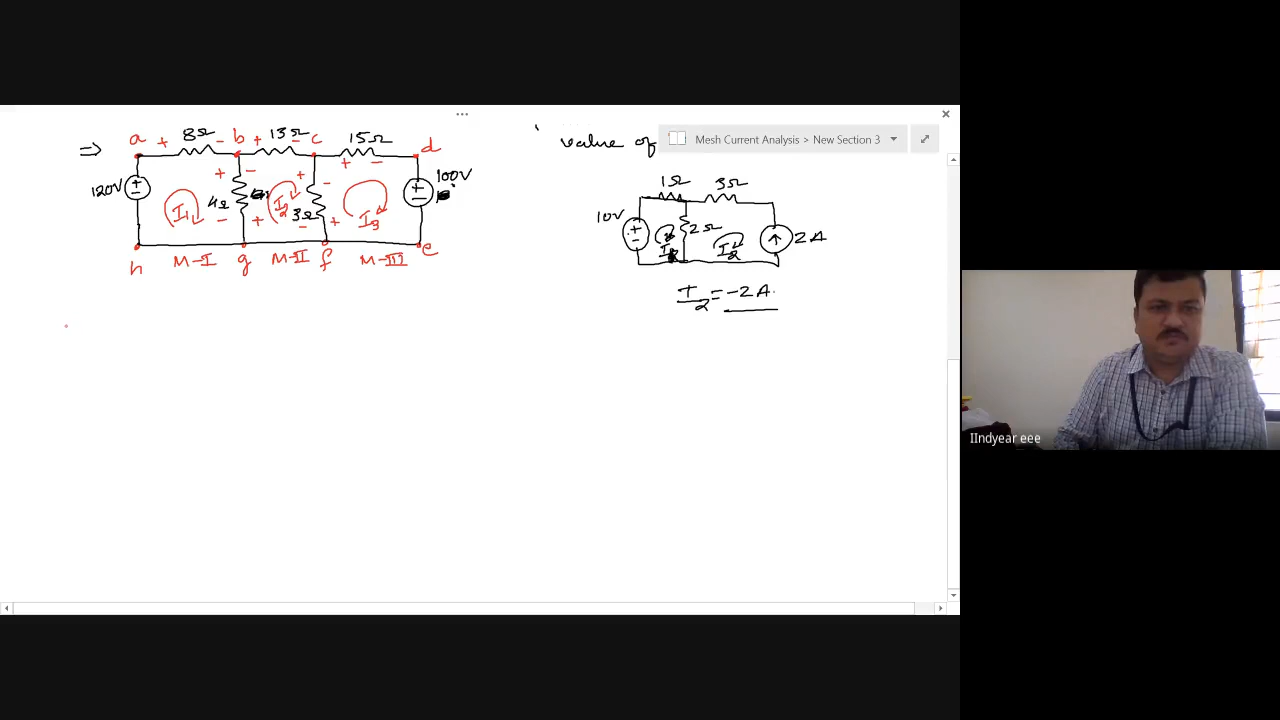 ⇒ a + 8Ω - b + 13Ω - c 15Ω d
+ - + - + -
120V 4Ω 3Ω 100V
I1 I2 I3
h M-I g M-II f M-III e
value of
Mesh Current Analysis > New Section 3
1Ω 3Ω
10V 2Ω 2A
I2
I2 = -2A.
IIndyear eee